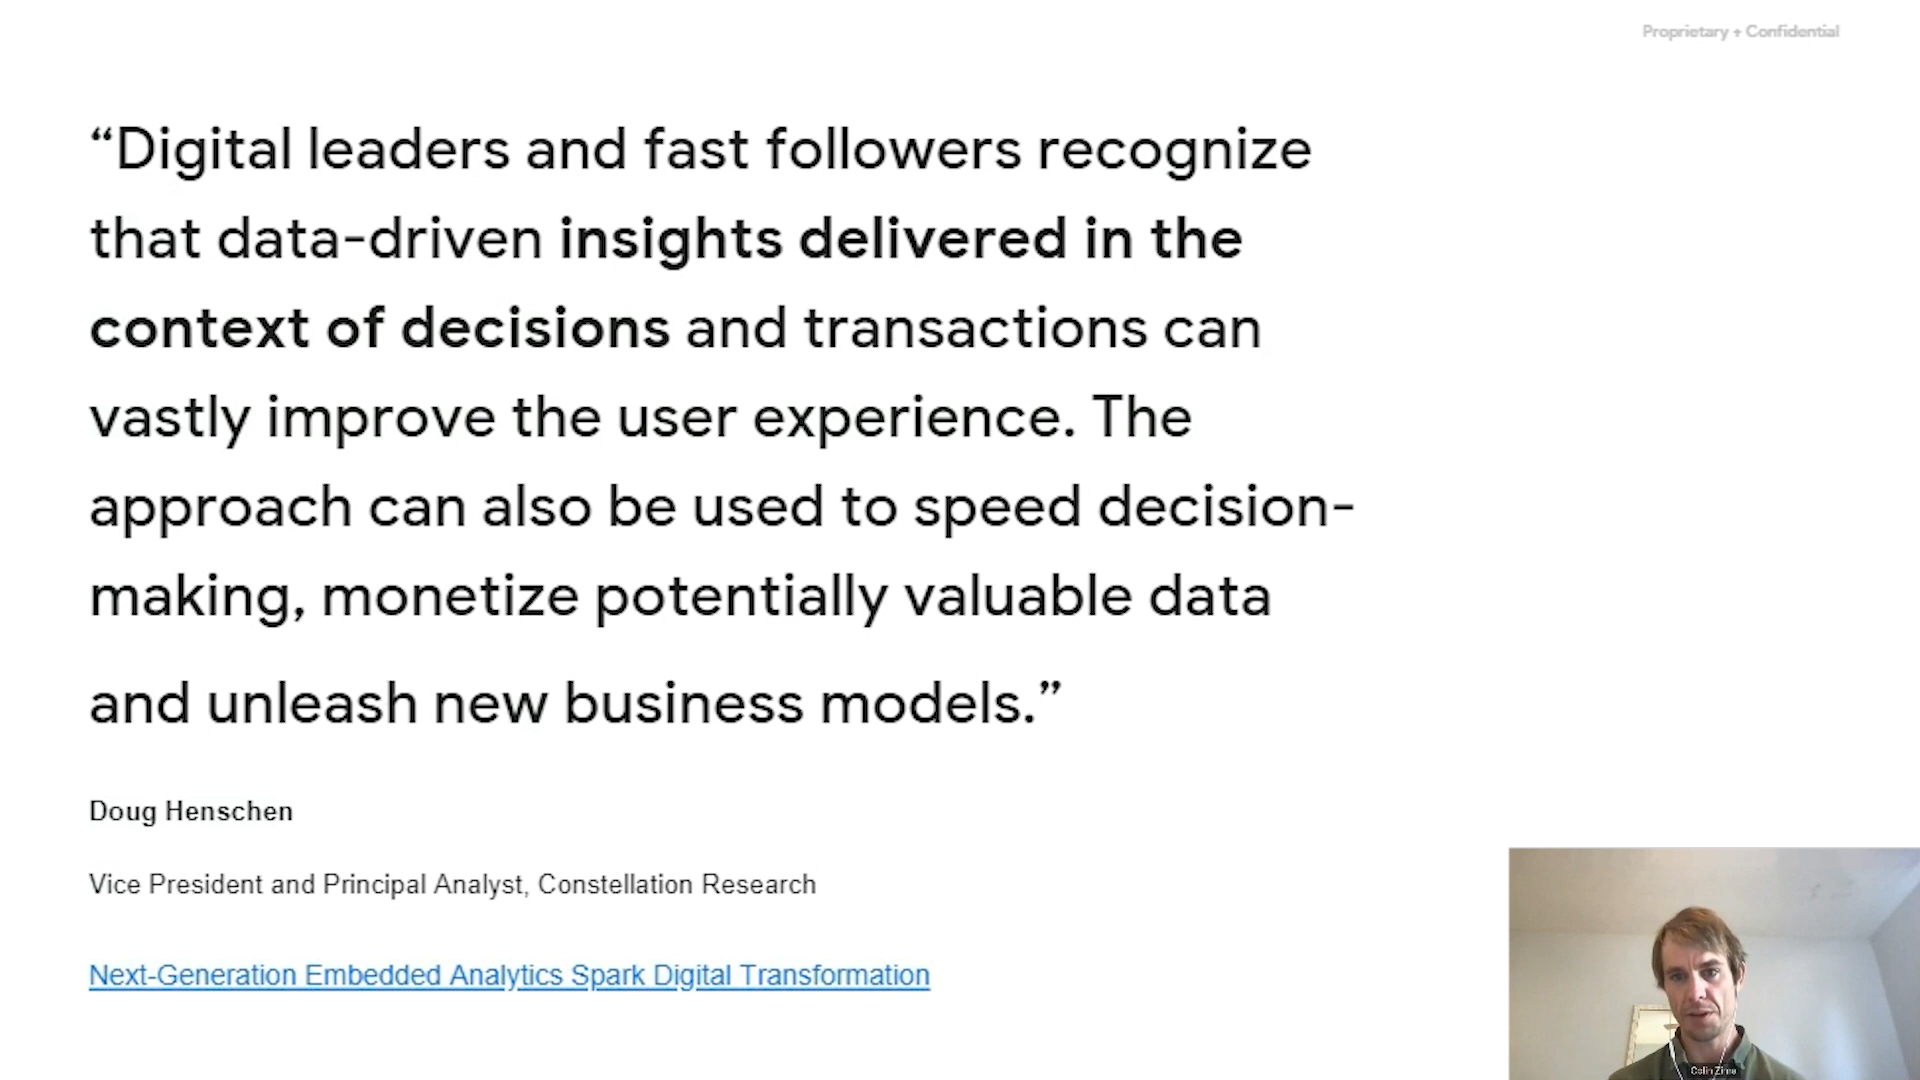 Proprietary + Confidential
“Digital leaders and fast followers recognize
that data-driven insights delivered in the
context of decisions and transactions can
vastly improve the user experience. The
approach can also be used to speed decision-
making, monetize potentially valuable data
and unleash new business models.”
Doug Henschen
Vice President and Principal Analyst, Constellation Research
Next-Generation Embedded Analytics Spark Digital Transformation
Colin Zima